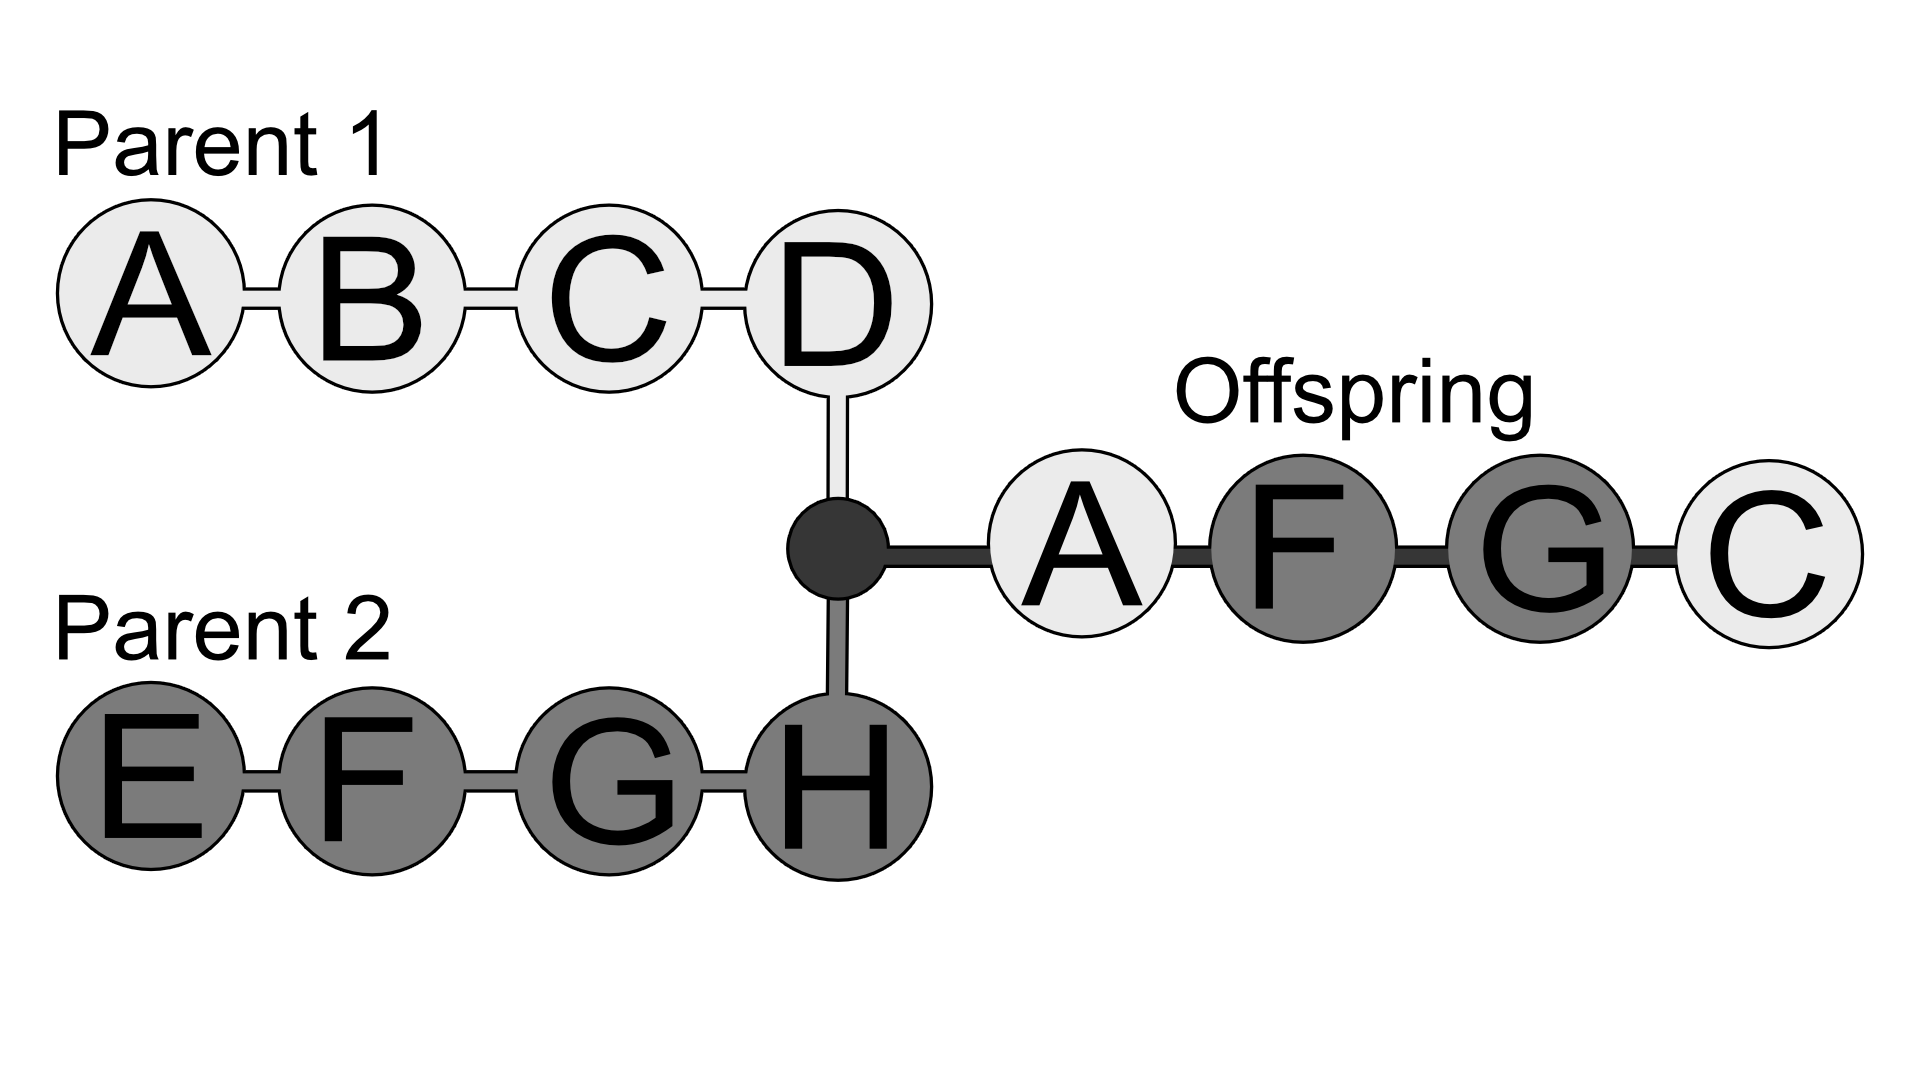 Parent 1
A B C D
Offspring
A F G C
Parent 2
E F G H